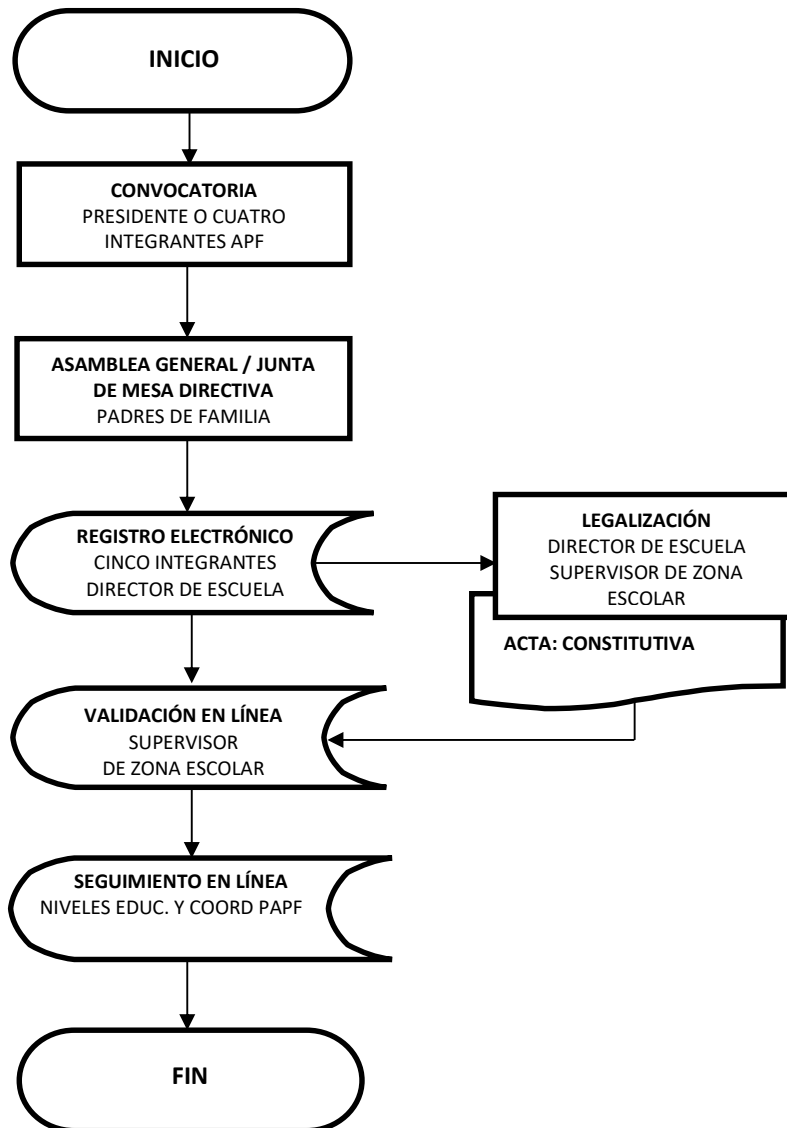 INICIO
CONVOCATORIA
PRESIDENTE O CUATRO
INTEGRANTES APF
ASAMBLEA GENERAL / JUNTA
DE MESA DIRECTIVA
PADRES DE FAMILIA
REGISTRO ELECTRÓNICO
CINCO INTEGRANTES
DIRECTOR DE ESCUELA
LEGALIZACIÓN
DIRECTOR DE ESCUELA
SUPERVISOR DE ZONA
ESCOLAR
ACTA: CONSTITUTIVA
VALIDACIÓN EN LÍNEA
SUPERVISOR
DE ZONA ESCOLAR
SEGUIMIENTO EN LÍNEA
NIVELES EDUC. Y COORD PAPF
FIN